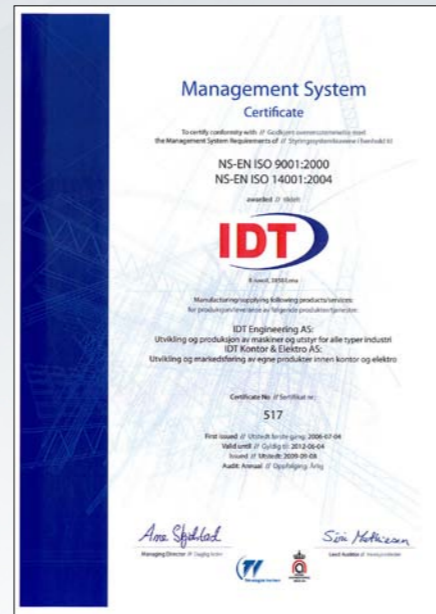 Management System
Certificate
To certify conformity with // Godkjent overensstemmelse med
the Management System Requirements of // Styringssystemkravene i henhold til
NS-EN ISO 9001:2000
NS-EN ISO 14001:2004
awarded // tildelt
IDT
2850 Lena
Manufacturing/supplying following products/services:
for produksjon/leveranse av følgende produkter/tjenester:
IDT Engineering AS:
Utvikling og produksjon av maskiner og utstyr for alle typer industri
IDT Kontor & Elektro AS:
Utvikling og markedsføring av egne produkter innen kontor og elektro
Certificate No. // Sertifikat nr.:
517
First issued // Utstedt første gang: 2006-07-04
Valid until // Gyldig til: 2012-06-04
Issued // Utstedt: 2009-09-08
Audit: Annual // Oppfølging: Årlig
Managing Director // Daglig leder
Lead Auditor //